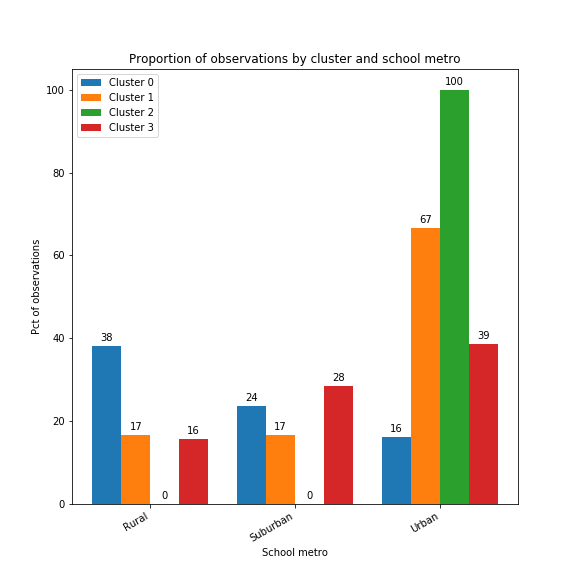 Proportion of observations by cluster and school metro
Cluster 0
Cluster 1
Cluster 2
Cluster 3
Pct of observations
100
80
60
40
20
0
38
17
0
16
24
17
0
28
16
67
100
39
Rural
Suburban
Urban
School metro